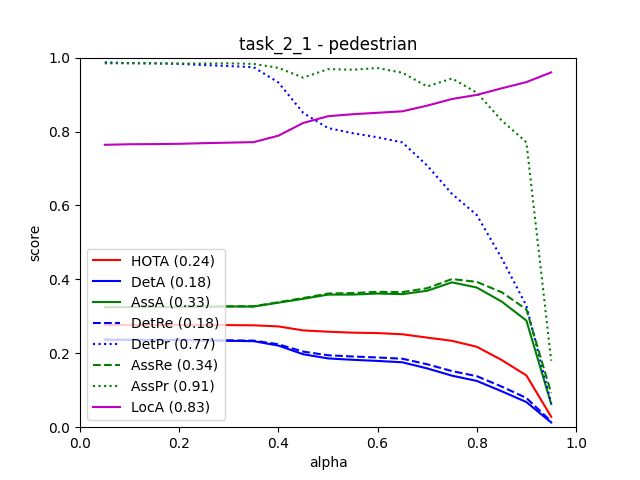 task_2_1 - pedestrian
1.0
0.8
0.6
0.4
0.2
0.0
score
HOTA (0.24)
DetA (0.18)
AssA (0.33)
DetRe (0.18)
DetPr (0.77)
AssRe (0.34)
AssPr (0.91)
LocA (0.83)
0.0 0.2 0.4 0.6 0.8 1.0
alpha